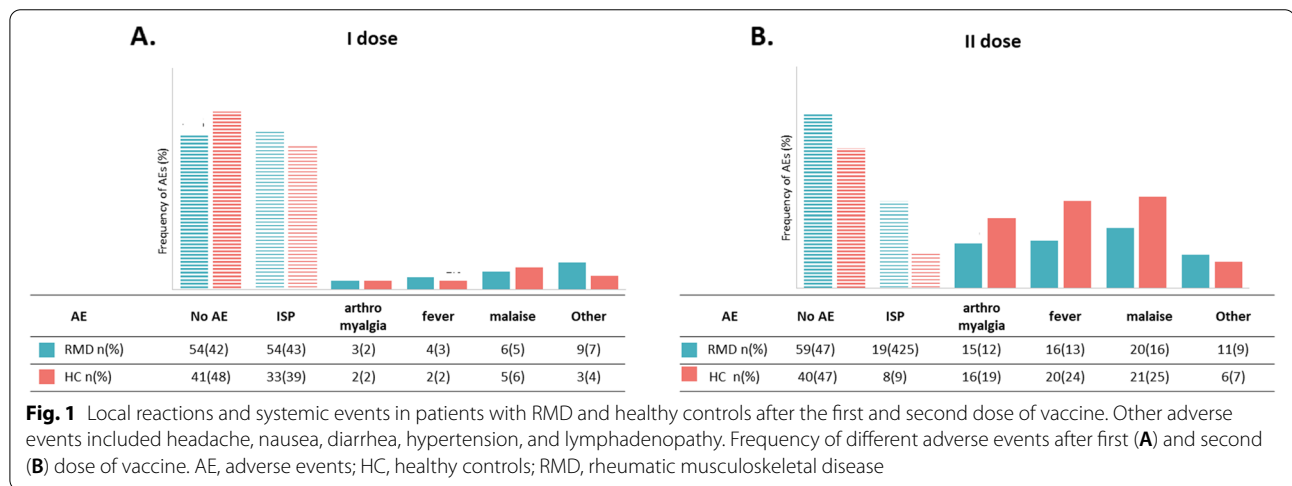 A.
I dose
Frequency of AEs (%)
AE No AE ISP arthro myalgia fever malaise Other
RMD n(%) 54(42) 54(43) 3(2) 4(3) 6(5) 9(7)
HC n(%) 41(48) 33(39) 2(2) 2(2) 5(6) 3(4)
B.
II dose
Frequency of AEs (%)
AE No AE ISP arthro myalgia fever malaise Other
RMD n(%) 59(47) 19(425) 15(12) 16(13) 20(16) 11(9)
HC n(%) 40(47) 8(9) 16(19) 20(24) 21(25) 6(7)
Fig. 1 Local reactions and systemic events in patients with RMD and healthy controls after the first and second dose of vaccine. Other adverse
events included headache, nausea, diarrhea, hypertension, and lymphadenopathy. Frequency of different adverse events after first (A) and second
(B) dose of vaccine. AE, adverse events; HC, healthy controls; RMD, rheumatic musculoskeletal disease